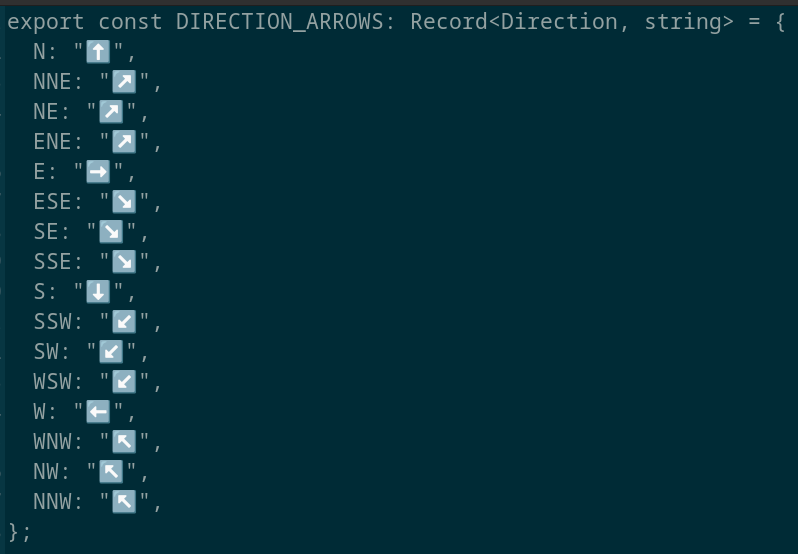 export const DIRECTION_ARROWS: Record<Direction, string> = {
  N: "⬆️",
  NNE: "↗️",
  NE: "↗️",
  ENE: "↗️",
  E: "➡️",
  ESE: "↘️",
  SE: "↘️",
  SSE: "↘️",
  S: "⬇️",
  SSW: "↙️",
  SW: "↙️",
  WSW: "↙️",
  W: "⬅️",
  WNW: "↖️",
  NW: "↖️",
  NNW: "↖️",
};